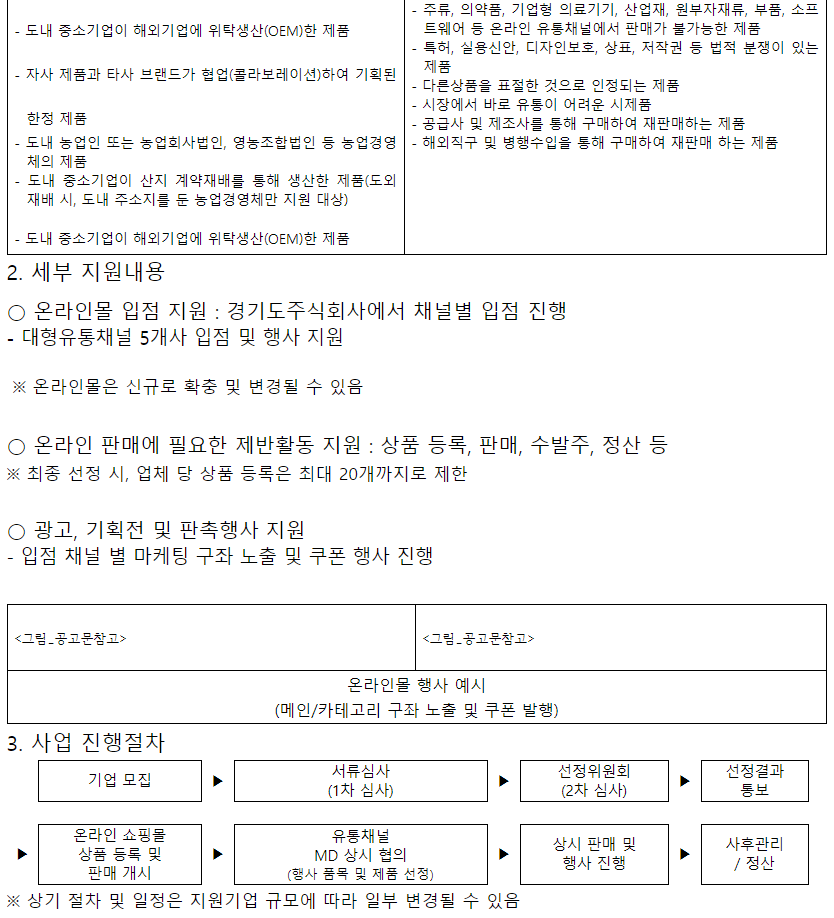 - 도내 중소기업이 해외기업에 위탁생산(OEM)한 제품
- 자사 제품과 타사 브랜드가 협업(콜라보레이션)하여 기획된
한정 제품
- 도내 농업인 또는 농업회사법인, 영농조합법인 등 농업경영
체의 제품
- 도내 중소기업이 산지 계약재배를 통해 생산한 제품(도외
재배 시, 도내 주소지를 둔 농업경영체만 지원 대상)
- 도내 중소기업이 해외기업에 위탁생산(OEM)한 제품
- 주류, 의약품, 기업형 의료기기, 산업재, 원부자재류, 부품, 소프
트웨어 등 온라인 유통채널에서 판매가 불가능한 제품
- 특허, 실용신안, 디자인보호, 상표, 저작권 등 법적 분쟁이 있는
제품
- 다른상품을 표절한 것으로 인정되는 제품
- 시장에서 바로 유통이 어려운 시제품
- 공급사 및 제조사를 통해 구매하여 재판매하는 제품
- 해외직구 및 병행수입을 통해 구매하여 재판매 하는 제품
2. 세부 지원내용
○ 온라인몰 입점 지원 : 경기도주식회사에서 채널별 입점 진행
- 대형유통채널 5개사 입점 및 행사 지원
※ 온라인몰은 신규로 확충 및 변경될 수 있음
○ 온라인 판매에 필요한 제반활동 지원 : 상품 등록, 판매, 수발주, 정산 등
※ 최종 선정 시, 업체 당 상품 등록은 최대 20개까지로 제한
○ 광고, 기획전 및 판촉행사 지원
- 입점 채널 별 마케팅 구좌 노출 및 쿠폰 행사 진행
<그림_공고문참고>
<그림_공고문참고>
온라인몰 행사 예시
(메인/카테고리 구좌 노출 및 쿠폰 발행)
3. 사업 진행절차
기업 모집
▶
서류심사
(1차 심사)
▶
선정위원회
(2차 심사)
▶
선정결과
통보
▶
온라인 쇼핑몰
상품 등록 및
판매 개시
▶
유통채널
MD 상시 협의
(행사 품목 및 제품 선정)
▶
상시 판매 및
행사 진행
▶
사후관리
/ 정산
※ 상기 절차 및 일정은 지원기업 규모에 따라 일부 변경될 수 있음